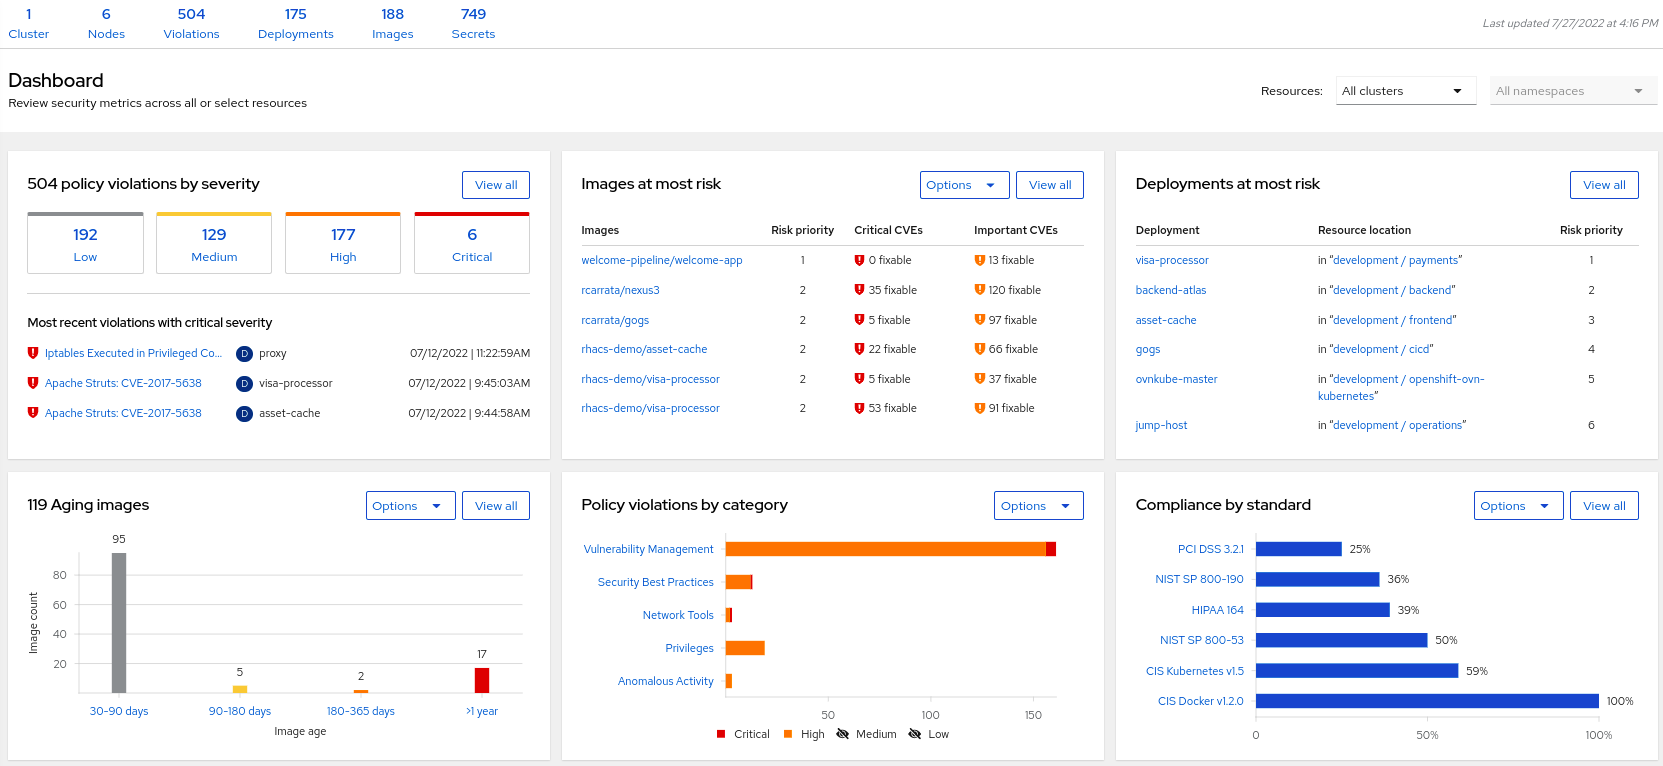 1 6 504 175 188 749
Cluster Nodes Violations Deployments Images Secrets
Last updated 7/27/2022 at 4:16 PM
Dashboard
Review security metrics across all or select resources
Resources: All clusters All namespaces
504 policy violations by severity View all
192 129 177 6
Low Medium High Critical
Most recent violations with critical severity
Iptables Executed in Privileged Co... D proxy 07/12/2022 | 11:22:59AM
Apache Struts: CVE-2017-5638 D visa-processor 07/12/2022 | 9:45:03AM
Apache Struts: CVE-2017-5638 D asset-cache 07/12/2022 | 9:44:58AM
Images at most risk Options View all
Images Risk priority Critical CVEs Important CVEs
welcome-pipeline/welcome-app 1 0 fixable 13 fixable
rcarrata/nexus3 2 35 fixable 120 fixable
rcarrata/gogs 2 5 fixable 97 fixable
rhacs-demo/asset-cache 2 22 fixable 66 fixable
rhacs-demo/visa-processor 2 5 fixable 37 fixable
rhacs-demo/visa-processor 2 53 fixable 91 fixable
Deployments at most risk View all
Deployment Resource location Risk priority
visa-processor in "development / payments" 1
backend-atlas in "development / backend" 2
asset-cache in "development / frontend" 3
gogs in "development / cicd" 4
ovnkube-master in "development / openshift-ovn- 5
kubernetes"
jump-host in "development / operations" 6
119 Aging images Options View all
95
80
60
40
20
5
2
17
Image count
30-90 days 90-180 days 180-365 days >1 year
Image age
Policy violations by category Options
Vulnerability Management
Security Best Practices
Network Tools
Privileges
Anomalous Activity
50 100 150
Critical High Medium Low
Compliance by standard Options View all
PCI DSS 3.2.1 25%
NIST SP 800-190 36%
HIPAA 164 39%
NIST SP 800-53 50%
CIS Kubernetes v1.5 59%
CIS Docker v1.2.0 100%
0 50% 100%